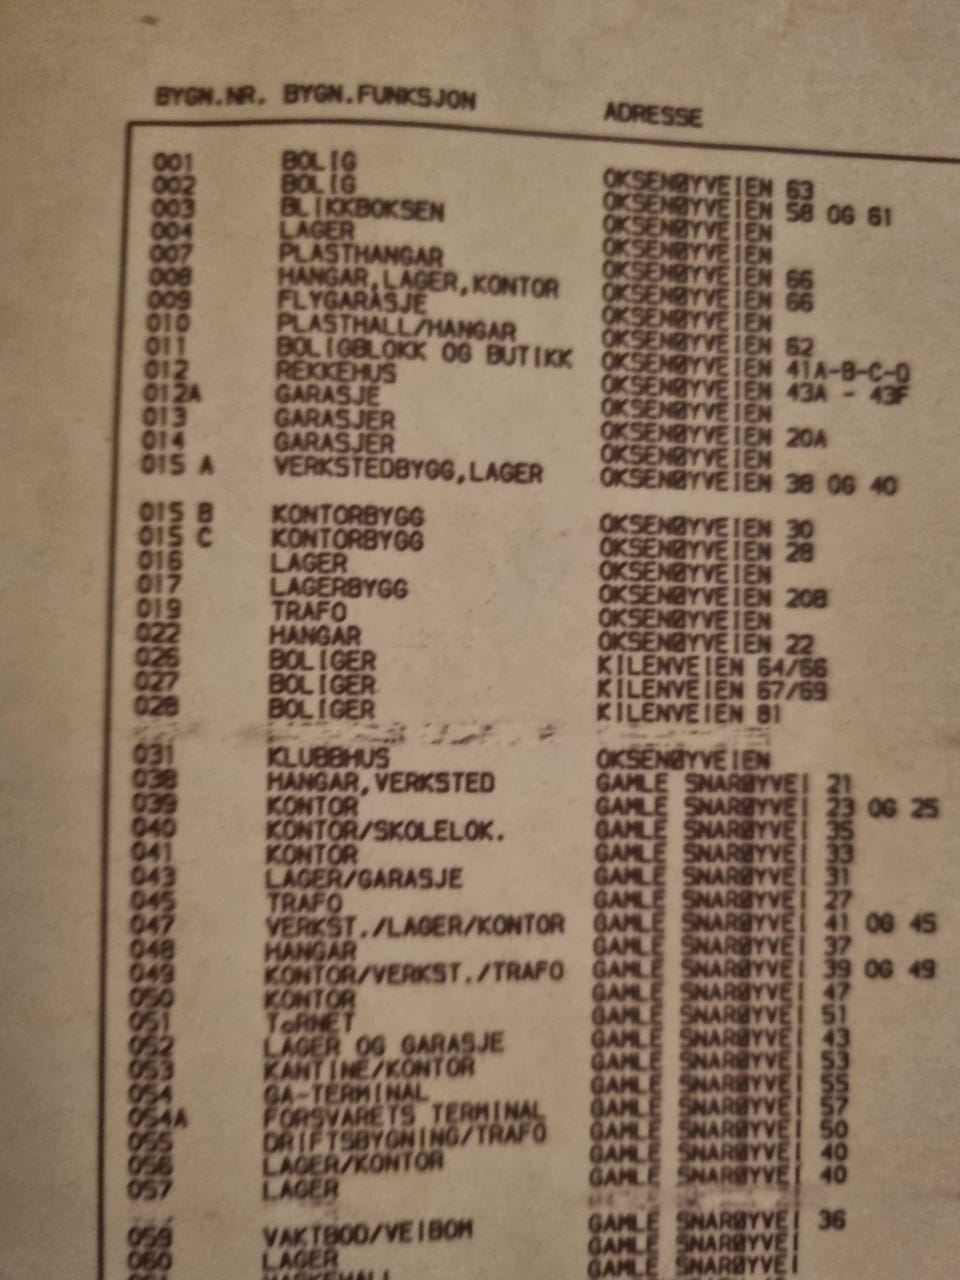 BYGN.NR. BYGN.FUNKSJON ADRESSE
001 BOLIG OKSENØYVEIEN 63
002 BOLIG OKSENØYVEIEN 58 OG 61
003 BLIKKBOKSEN OKSENØYVEIEN
004 LAGER OKSENØYVEIEN
007 PLASTHANGAR OKSENØYVEIEN 66
008 HANGAR,LAGER,KONTOR OKSENØYVEIEN 66
009 FLYGARASJE OKSENØYVEIEN
010 PLASTHALL/HANGAR OKSENØYVEIEN 62
011 BOLIGBLOKK OG BUTIKK OKSENØYVEIEN 41A-B-C-D
012 REKKEHUS OKSENØYVEIEN 43A - 43F
012A GARASJE OKSENØYVEIEN
013 GARASJER OKSENØYVEIEN 20A
014 GARASJER OKSENØYVEIEN
015 A VERKSTEDBYGG,LAGER OKSENØYVEIEN 38 OG 40
015 B KONTORBYGG OKSENØYVEIEN 30
015 C KONTORBYGG OKSENØYVEIEN 28
016 LAGER OKSENØYVEIEN
017 LAGERBYGG OKSENØYVEIEN 20B
019 TRAFO OKSENØYVEIEN
022 HANGAR OKSENØYVEIEN 22
026 BOLIGER KILENVEIEN 64/66
027 BOLIGER KILENVEIEN 67/69
028 BOLIGER KILENVEIEN 81
031 KLUBBHUS OKSENØYVEIEN
038 HANGAR,VERKSTED GAMLE SNARØYVEI 21
039 KONTOR GAMLE SNARØYVEI 23 OG 25
040 KONTOR/SKOLELOK. GAMLE SNARØYVEI 35
041 KONTOR GAMLE SNARØYVEI 33
043 LAGER/GARASJE GAMLE SNARØYVEI 31
045 TRAFO GAMLE SNARØYVEI 27
047 VERKST./LAGER/KONTOR GAMLE SNARØYVEI 41 OG 45
048 HANGAR GAMLE SNARØYVEI 37
049 KONTOR/VERKST./TRAFO GAMLE SNARØYVEI 39 OG 49
050 KONTOR GAMLE SNARØYVEI 47
051 ToRNET GAMLE SNARØYVEI 51
052 LAGER OG GARASJE GAMLE SNARØYVEI 43
053 KANTINE/KONTOR GAMLE SNARØYVEI 53
054 GA-TERMINAL GAMLE SNARØYVEI 55
054A FORSVARETS TERMINAL GAMLE SNARØYVEI 57
055 DRIFTSBYGNING/TRAFO GAMLE SNARØYVEI 50
056 LAGER/KONTOR GAMLE SNARØYVEI 40
057 LAGER GAMLE SNARØYVEI 40
059 VAKTBOD/VEIBOM GAMLE SNARØYVEI 36
060 LAGER GAMLE SNARØYVEI
GAMLE SNARØYVEI